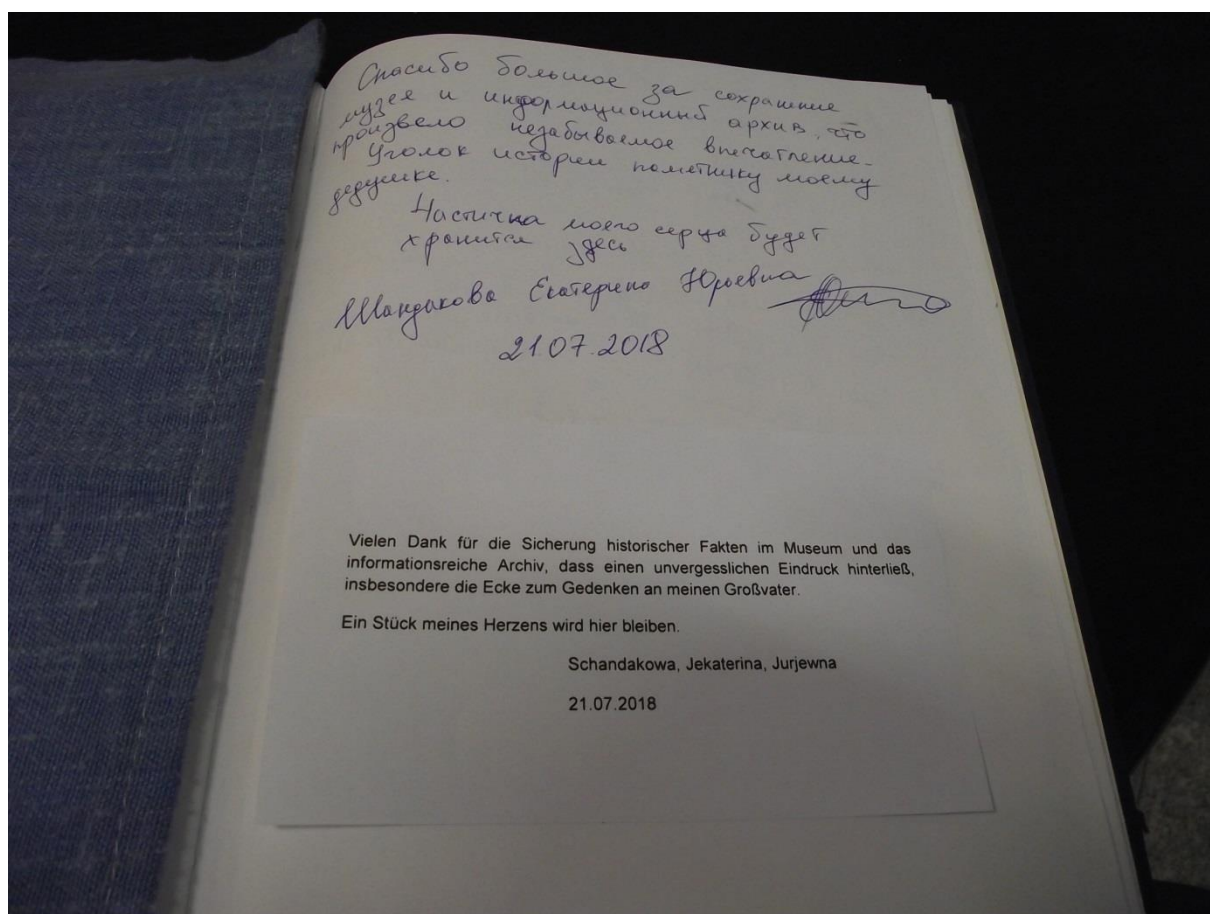 Спасибо большое за сохрание
музея и информационный архив, что
произвело незабываемое впечатление.
Уголок истории пометнику моему
дедушке.
Частичка моего серца будет
хранится здесь
Шандакова Екатерина Юрьевна
21.07.2018
Vielen Dank für die Sicherung historischer Fakten im Museum und das
informationsreiche Archiv, dass einen unvergesslichen Eindruck hinterließ,
insbesondere die Ecke zum Gedenken an meinen Großvater.
Ein Stück meines Herzens wird hier bleiben.
Schandakowa, Jekaterina, Jurjewna
21.07.2018